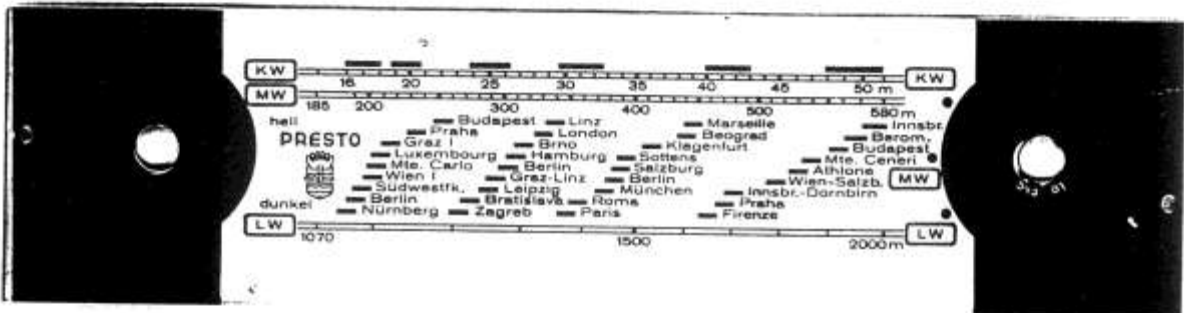 KW KW
16 20 25 30 35 40 45 50 m
MW
185 200 300 400 500 580 m
hell Budapest Linz Marseille Innsbr.
PRESTO Praha London Beograd Barom.
Graz I Brno Klagenfurt Budapest
Luxembourg Hamburg Sottens Mte. Ceneri
Mte. Carlo Berlin Salzburg Athlone
Wien I Graz-Linz Berlin Wien-Salzb. MW
Südwestfk. Leipzig München Innsbr.-Dornbirn
dunkel Berlin Bratislava Roma Praha
Nürnberg Zagreb Paris Firenze
LW LW
1070 1500 2000 m